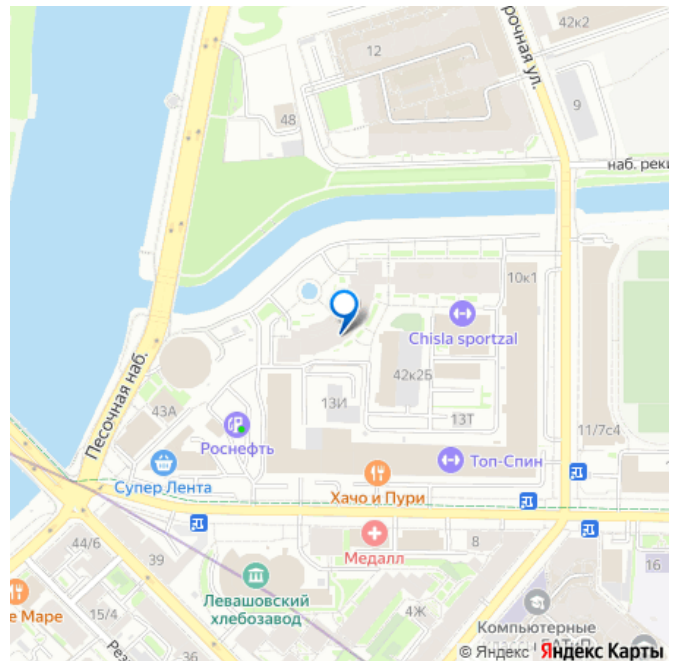 42к2
12
рочная ул.
9
48
наб. реки
10к1
Chisla sportzal
42к2Б
Песочная наб.
13И
13Т
43А
11/7с4
Роснефть
Топ-Спин
Супер Лента
Хачо и Пури
44/6
39
Медалл
8
16
Левашовский
хлебозавод
4Ж
е Маре
15/4
Компьютерные
36
© Яндекс Яндекс Карты